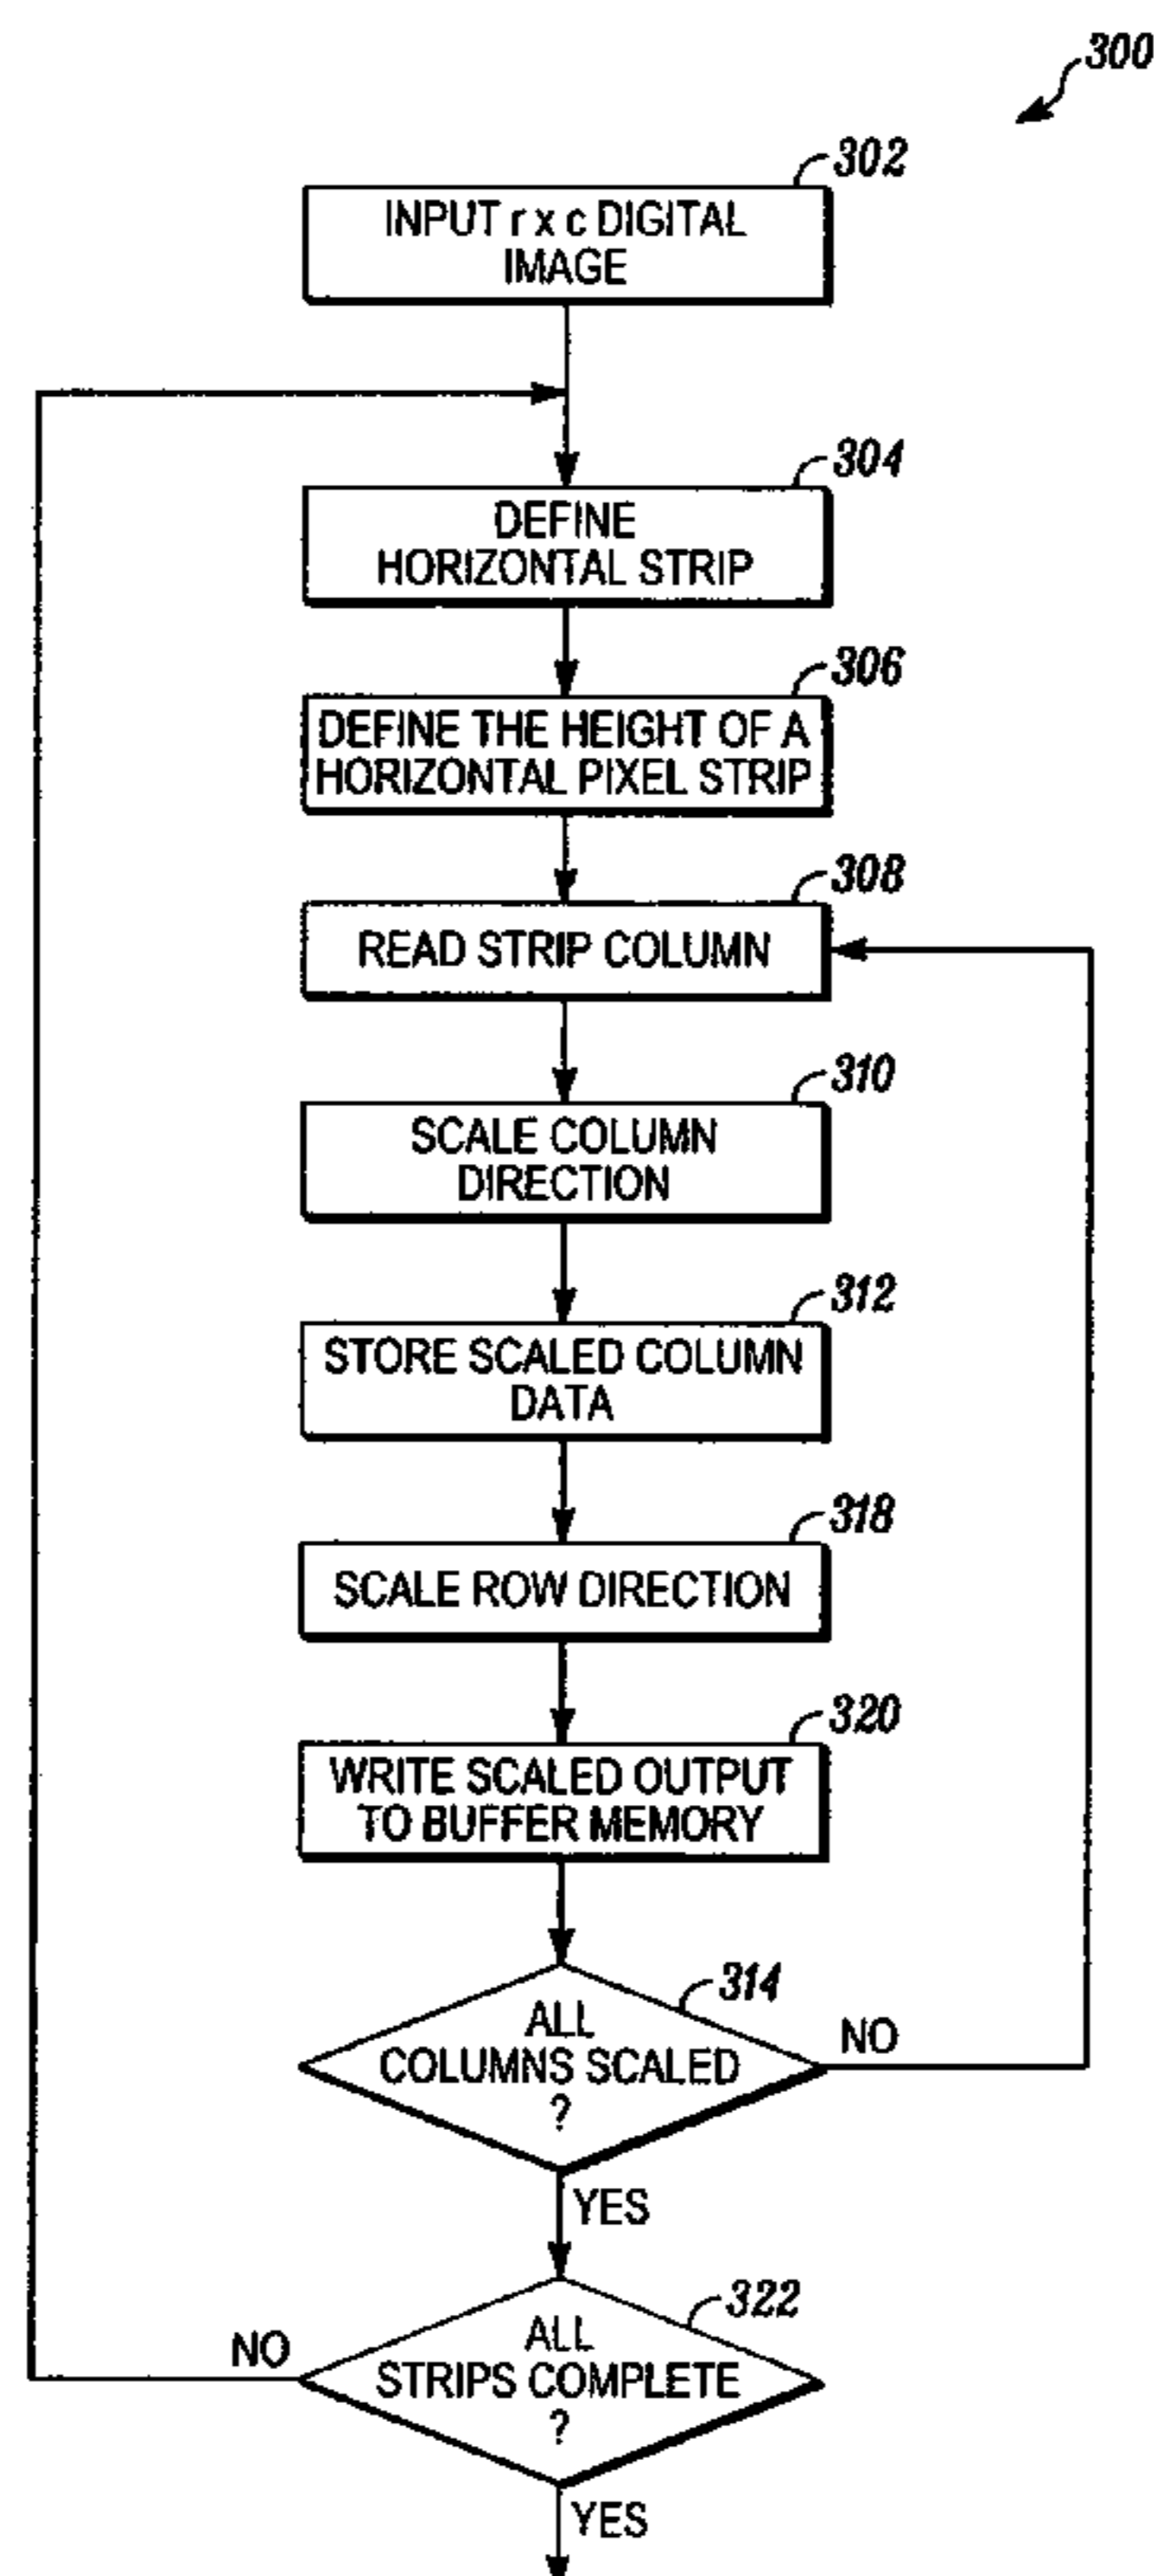 300
302
INPUT r x c DIGITAL
IMAGE
304
DEFINE
HORIZONTAL STRIP
306
DEFINE THE HEIGHT OF A
HORIZONTAL PIXEL STRIP
308
READ STRIP COLUMN
310
SCALE COLUMN
DIRECTION
312
STORE SCALED COLUMN
DATA
318
SCALE ROW DIRECTION
320
WRITE SCALED OUTPUT
TO BUFFER MEMORY
314
ALL
COLUMNS SCALED
?
NO
YES
322
ALL
STRIPS COMPLETE
?
NO
YES